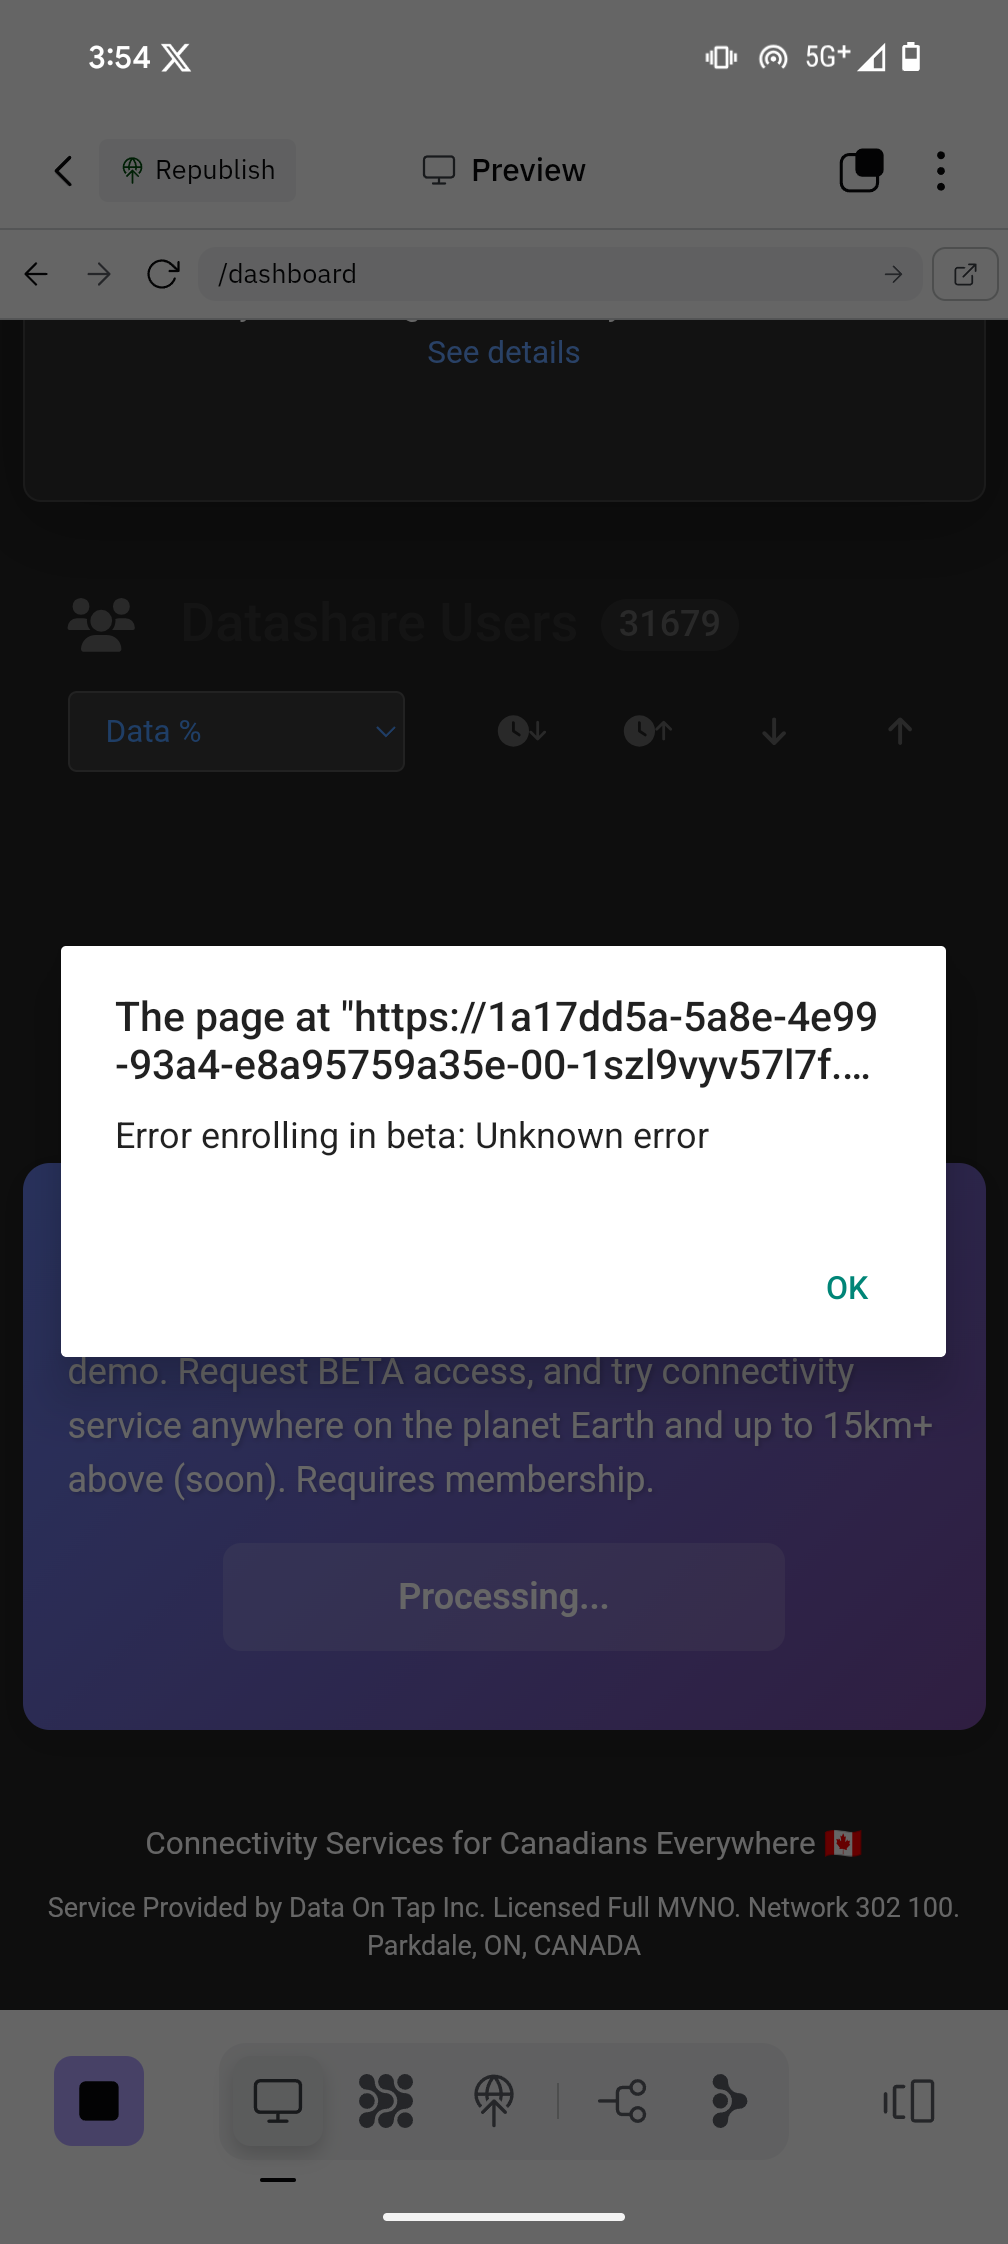 3:54
5G+
Republish
Preview
/dashboard
See details
Datashare Users 31679
Data %
The page at "https://1a17dd5a-5a8e-4e99
-93a4-e8a95759a35e-00-1szl9vyv57l7f.…
Error enrolling in beta: Unknown error
OK
demo. Request BETA access, and try connectivity
service anywhere on the planet Earth and up to 15km+
above (soon). Requires membership.
Processing...
Connectivity Services for Canadians Everywhere 🇨🇦
Service Provided by Data On Tap Inc. Licensed Full MVNO. Network 302 100.
Parkdale, ON, CANADA